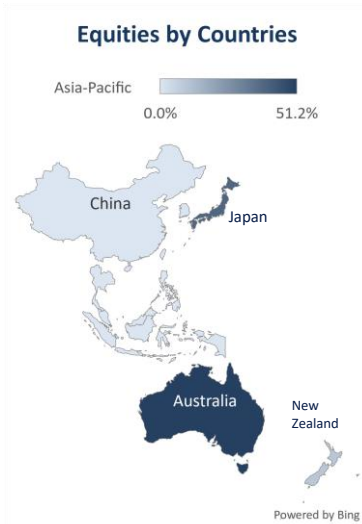 Equities by Countries
Asia-Pacific
0.0%
51.2%
China
Japan
Australia
New
Zealand
Powered by Bing